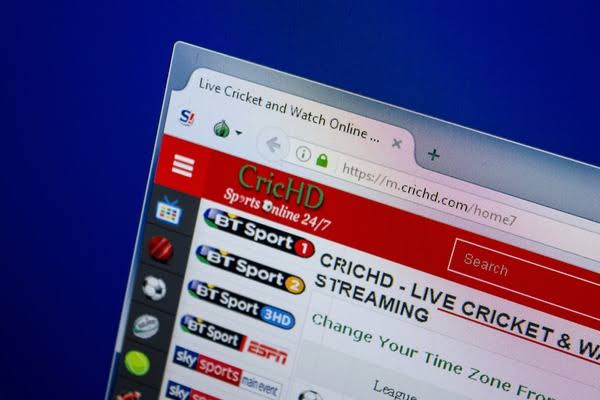 Live Cricket and Watch Online ...
S!
https://m.crichd.com/home7
CricHD
Sports Online 24/7
Search
BT Sport 1
BT Sport 2
BT Sport 3HD
BT Sport ESPN
sky sports main event
sky sports
CRICHD - LIVE CRICKET & WA
STREAMING
Change Your Time Zone From
League